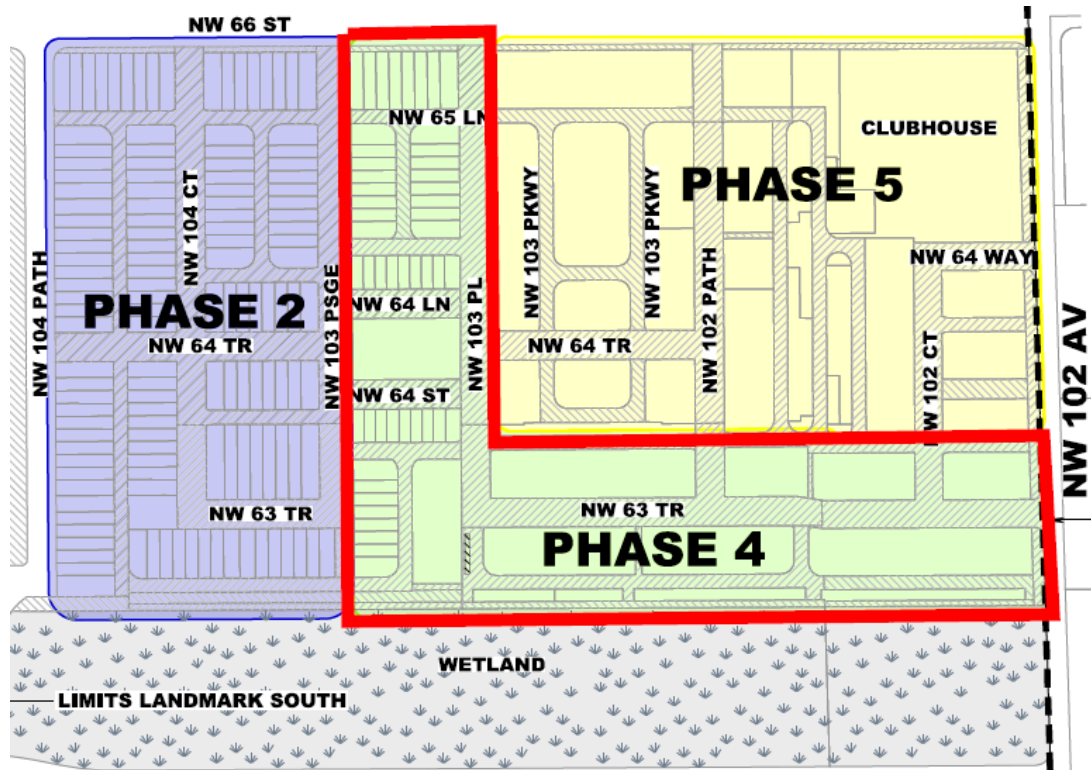 NW 66 ST
NW 65 LN
CLUBHOUSE
PHASE 5
NW 104 PATH
NW 104 CT
NW 103 PSGE
NW 103 PL
NW 103 PKWY
NW 103 PKWY
NW 102 PATH
NW 64 WAY
PHASE 2
NW 64 LN
NW 64 TR
NW 64 TR
NW 102 CT
NW 102 AV
NW 64 ST
NW 63 TR
NW 63 TR
PHASE 4
WETLAND
LIMITS LANDMARK SOUTH